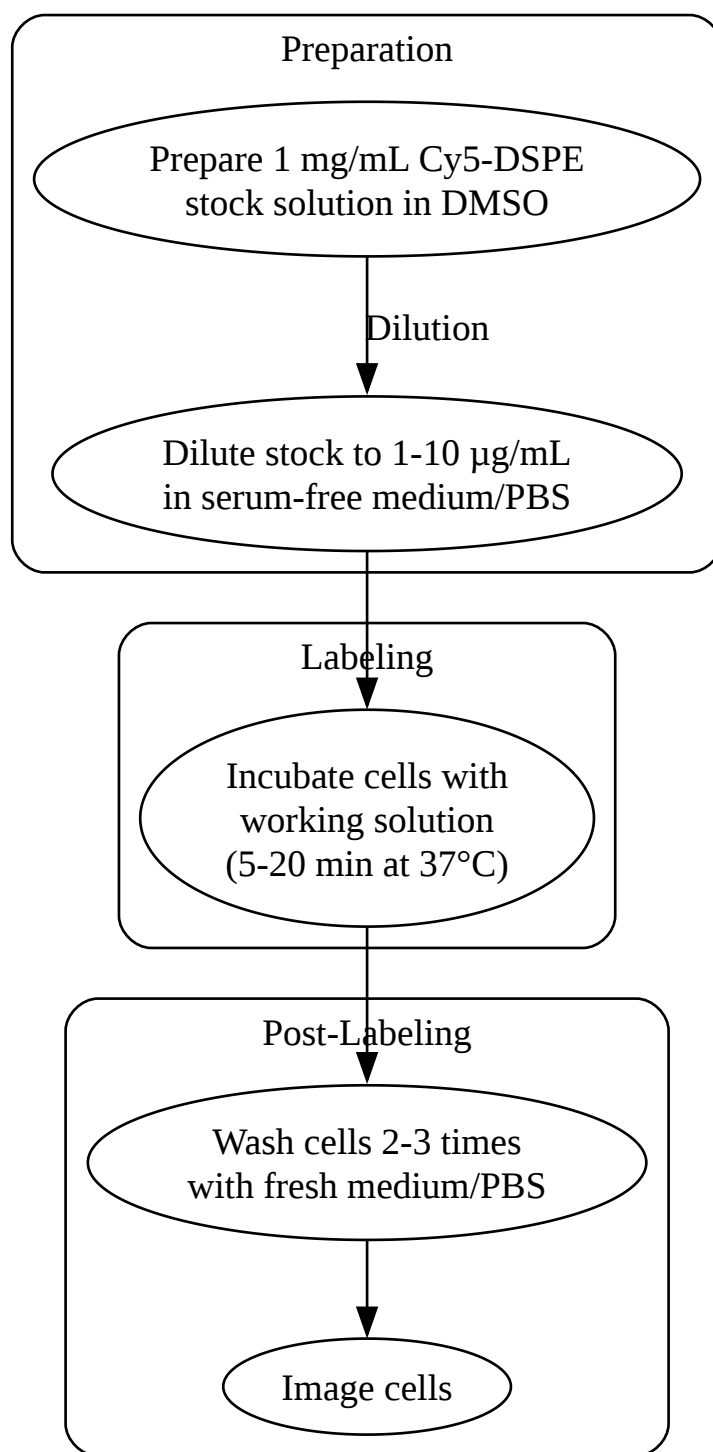 Preparation
Prepare 1 mg/mL Cy5-DSPE
stock solution in DMSO
Dilution
Dilute stock to 1-10 µg/mL
in serum-free medium/PBS
Labeling
Incubate cells with
working solution
(5-20 min at 37°C)
Post-Labeling
Wash cells 2-3 times
with fresh medium/PBS
Image cells